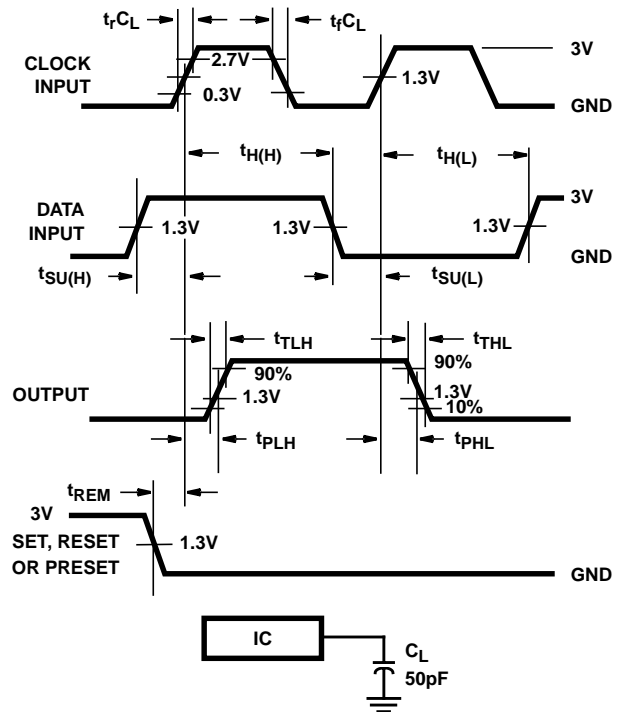 trCL
tfCL
CLOCK
INPUT
2.7V
0.3V
1.3V
3V
GND
tH(H)
tH(L)
DATA
INPUT
1.3V
1.3V
1.3V
3V
GND
tSU(H)
tSU(L)
tTLH
tTHL
OUTPUT
90%
1.3V
90%
1.3V
10%
tPLH
tPHL
tREM
3V
SET, RESET
OR PRESET
1.3V
GND
IC
CL
50pF